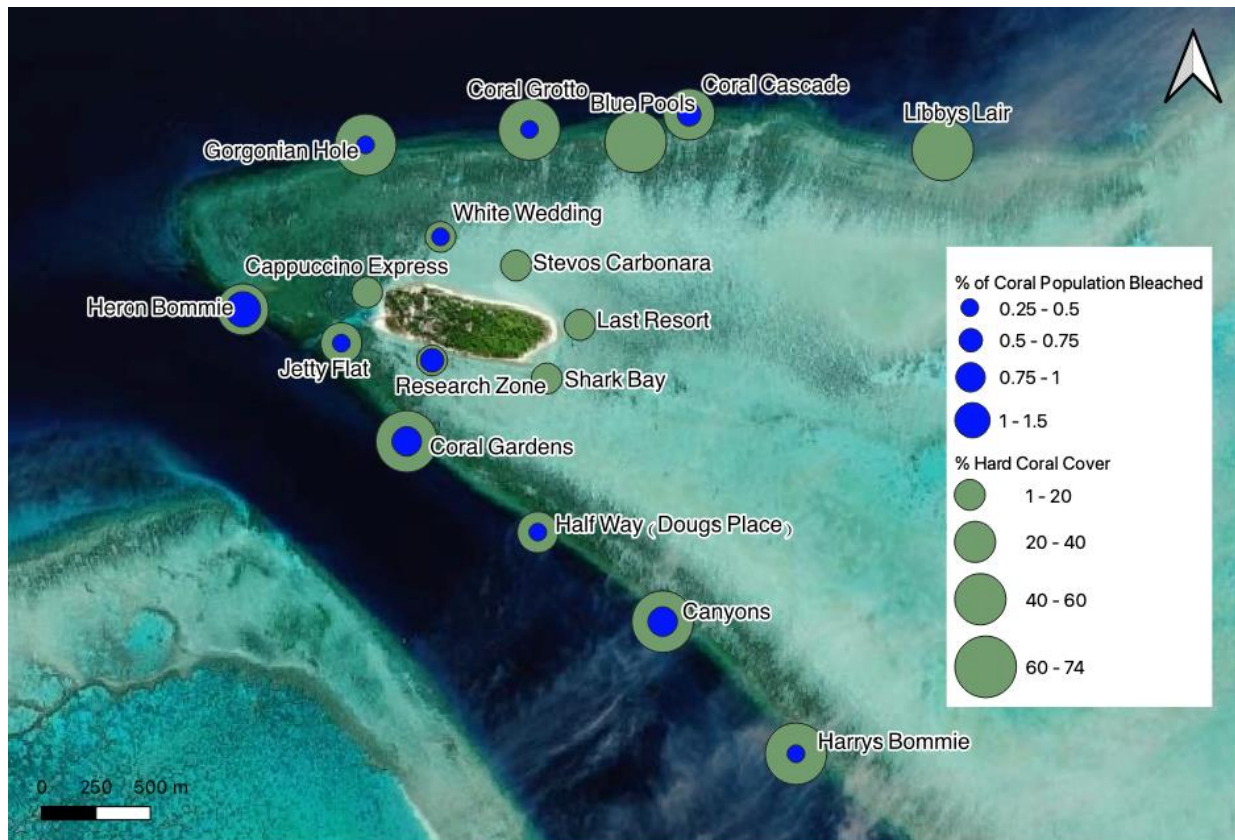 Coral Grotto
Coral Cascade
Blue Pools
Libbys Lair
Gorgonian Hole
White Wedding
Cappuccino Express
Stevos Carbonara
Heron Bommie
Last Resort
Jetty Flat
Research Zone
Shark Bay
Coral Gardens
Half Way (Dougs Place)
Canyons
Harrys Bommie
% of Coral Population Bleached
0.25 - 0.5
0.5 - 0.75
0.75 - 1
1 - 1.5
% Hard Coral Cover
1 - 20
20 - 40
40 - 60
60 - 74
0 250 500 m